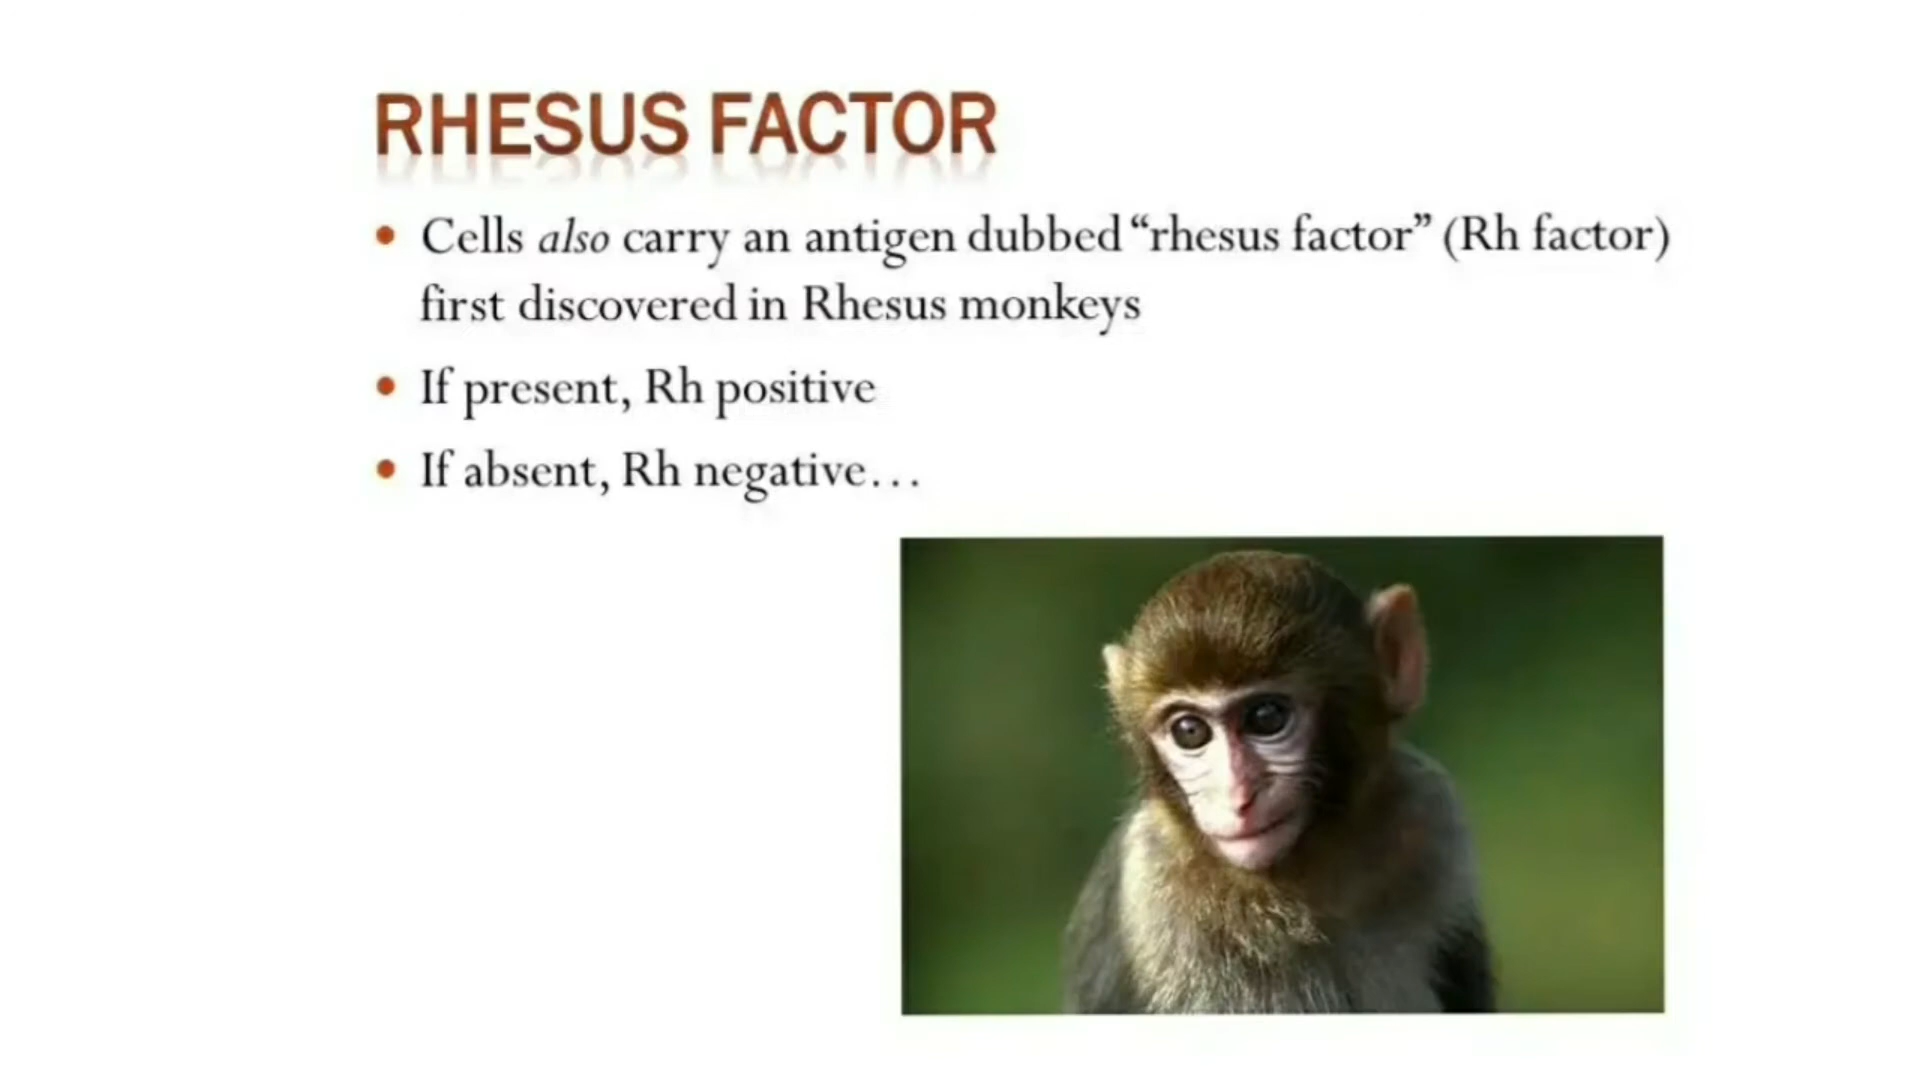 RHESUS FACTOR
• Cells also carry an antigen dubbed “rhesus factor” (Rh factor)
first discovered in Rhesus monkeys
• If present, Rh positive
• If absent, Rh negative…